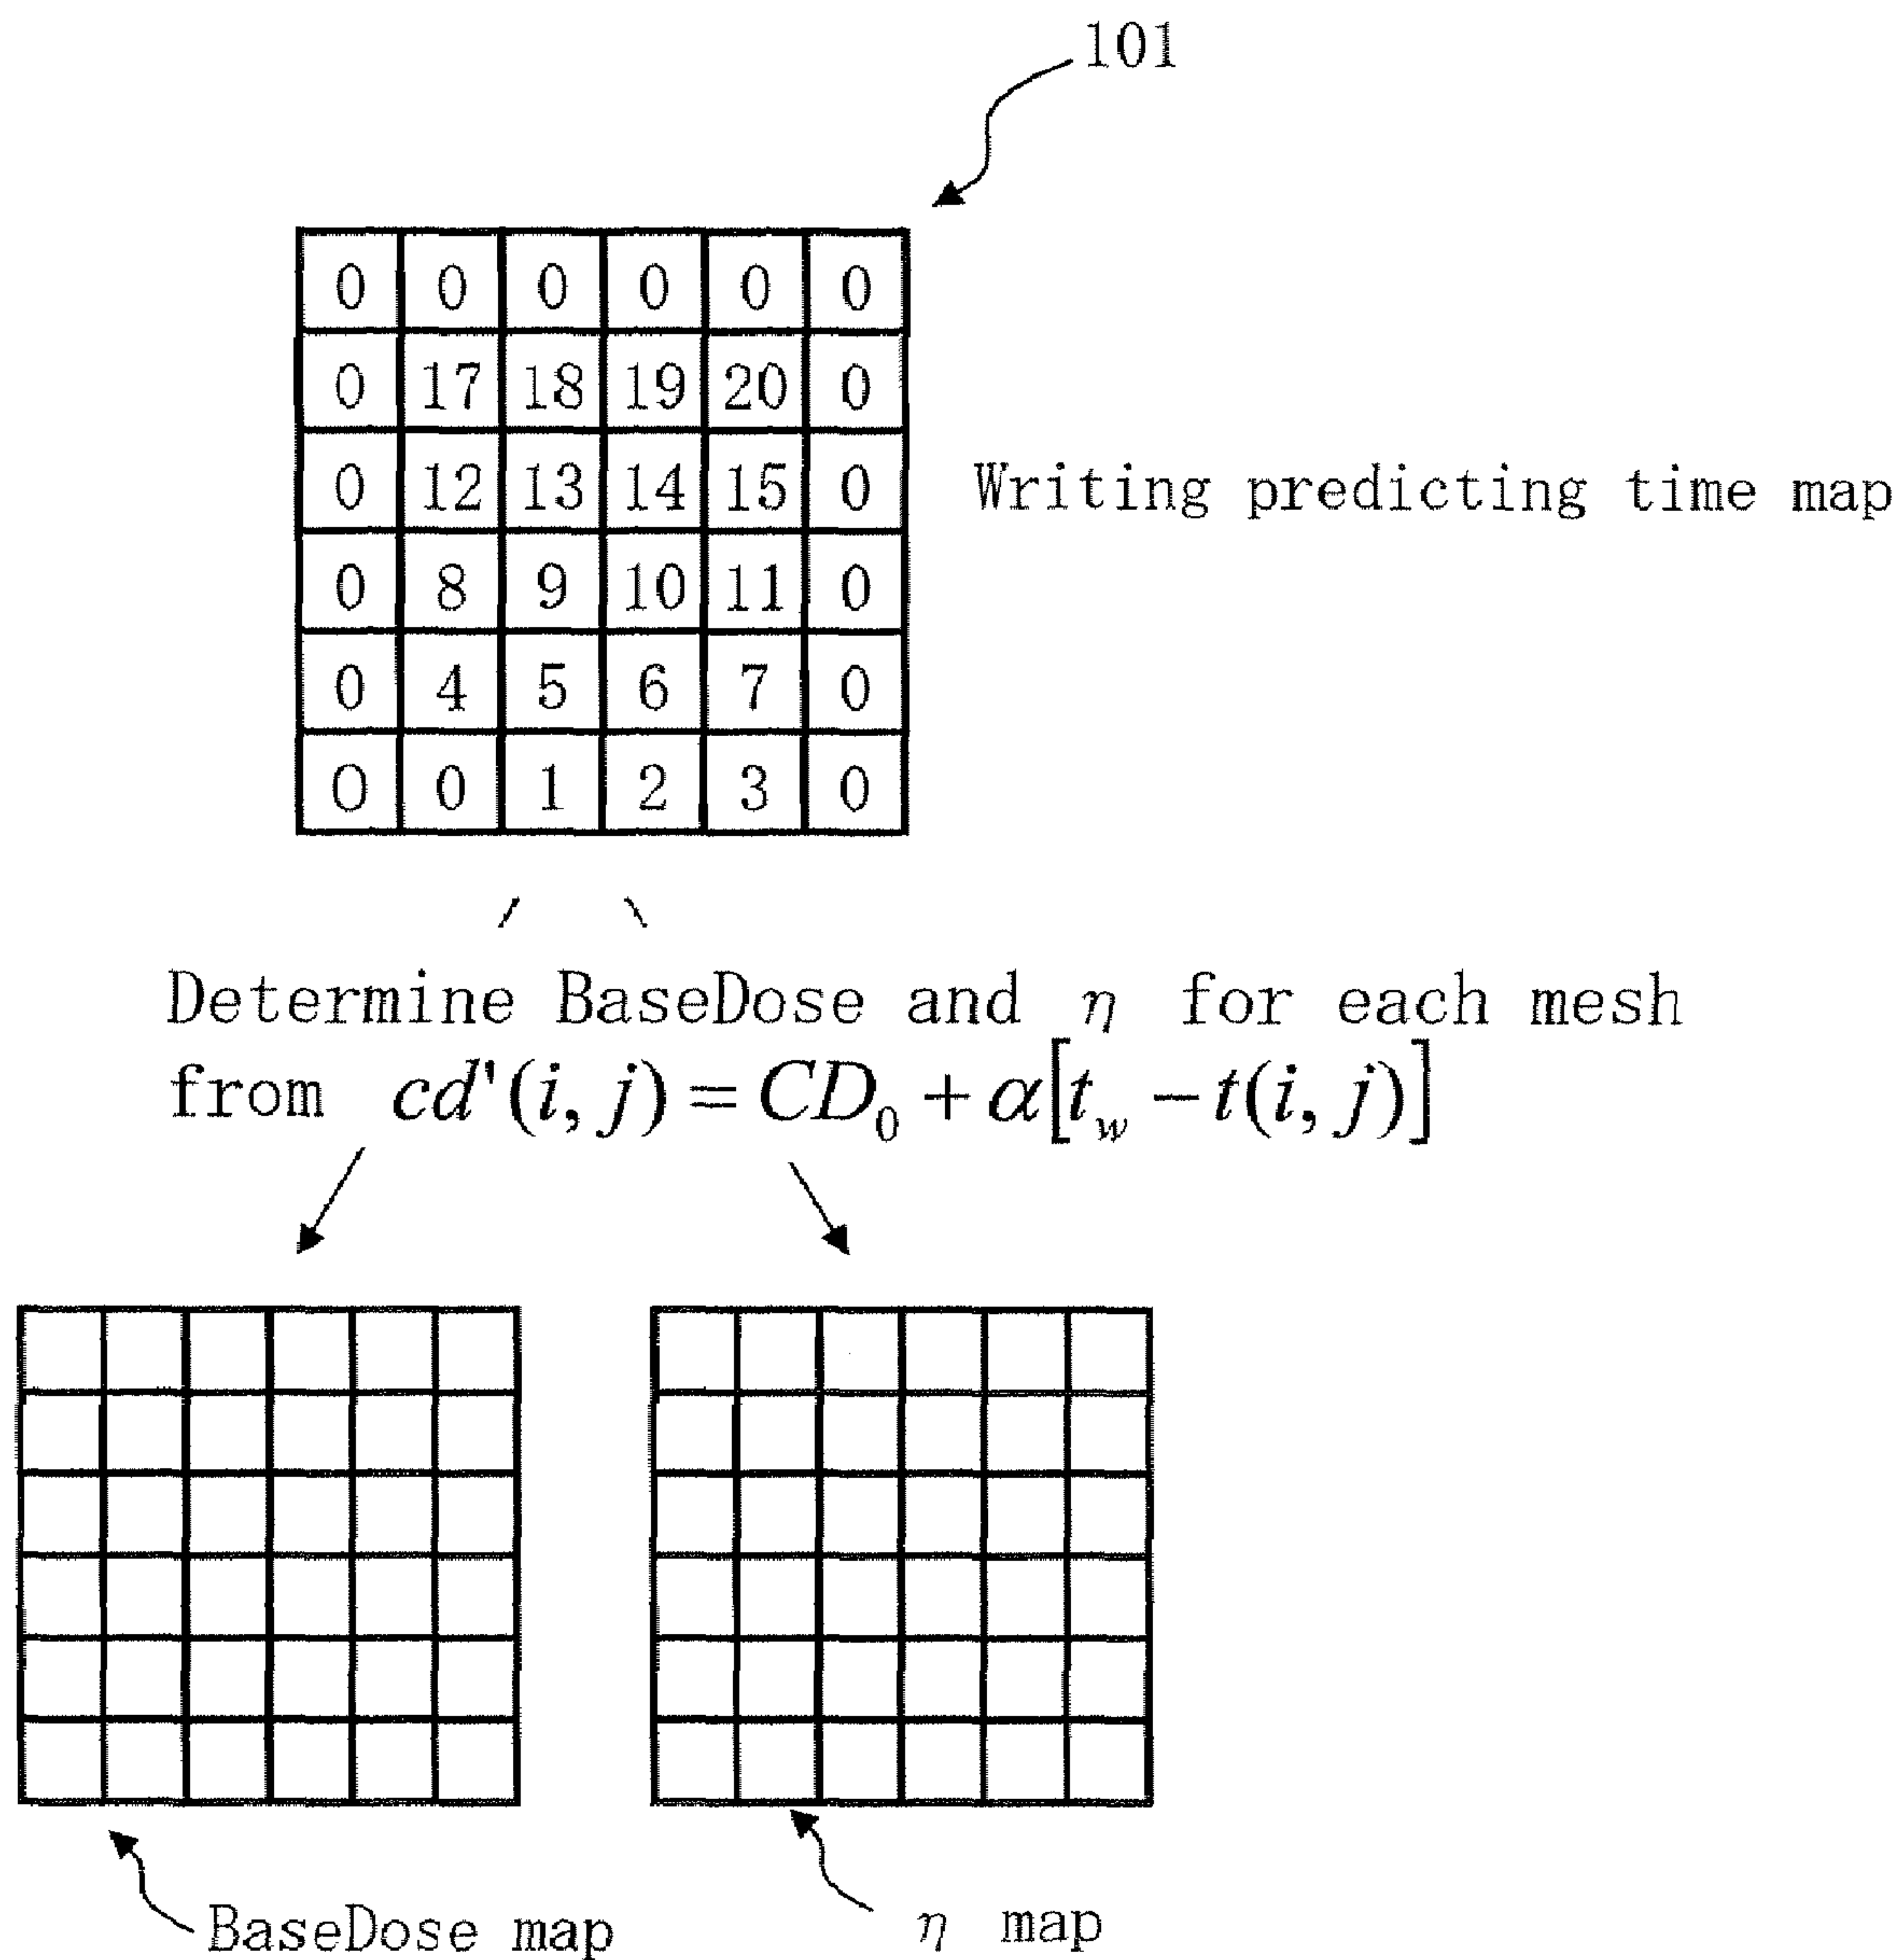 101
0 0 0 0 0 0
0 17 18 19 20 0
0 12 13 14 15 0
Writing predicting time map
0 8 9 10 11 0
0 4 5 6 7 0
0 0 1 2 3 0
Determine BaseDose and η for each mesh
from cd'(i, j) = CD₀ + α[t_w − t(i, j)]
BaseDose map
η map